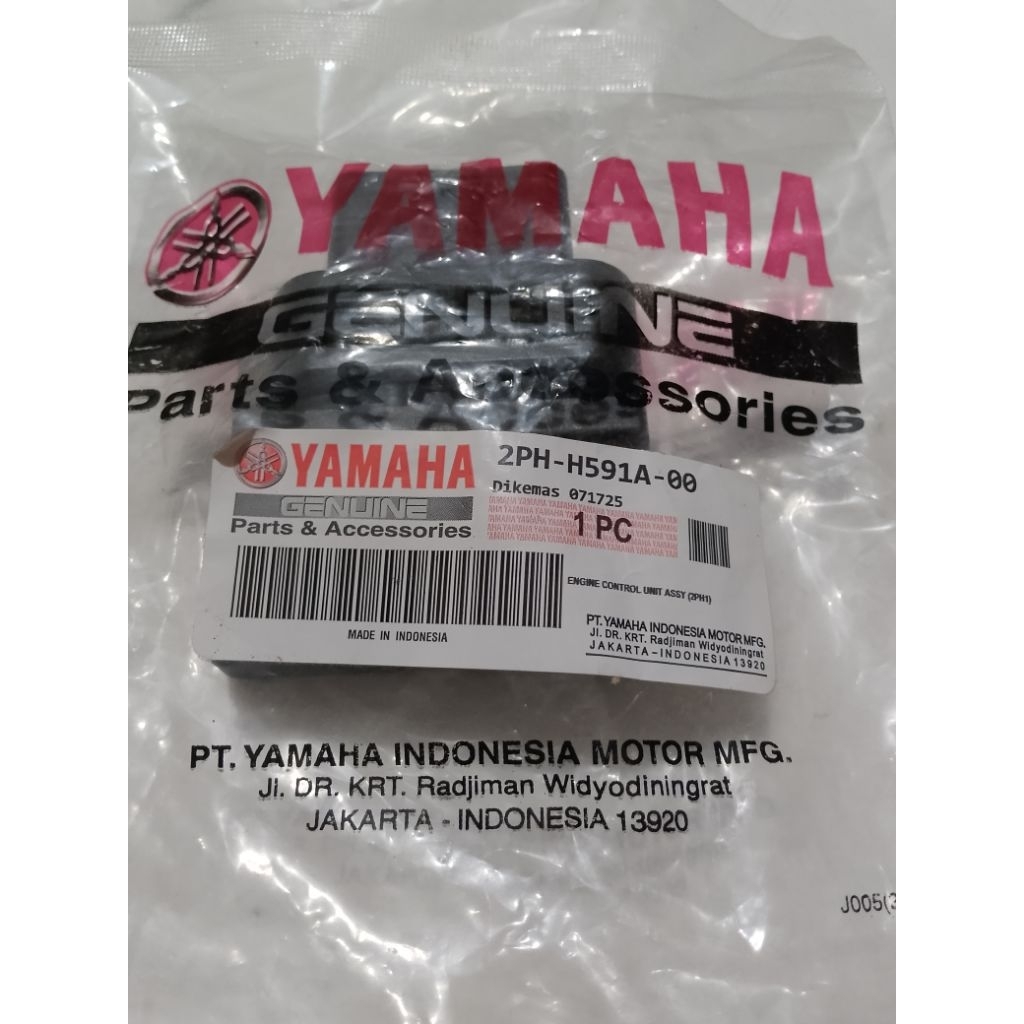 YAMAHA
GENUINE
Parts & Accessories
YAMAHA
GENUINE
Parts & Accessories
2PH-H591A-00
Dikemas 071725
1 PC
ENGINE CONTROL UNIT ASSY (2PH1)
MADE IN INDONESIA
PT. YAMAHA INDONESIA MOTOR MFG.
Jl. DR. KRT. Radjiman Widyodiningrat
JAKARTA - INDONESIA 13920
PT. YAMAHA INDONESIA MOTOR MFG.
Jl. DR. KRT. Radjiman Widyodiningrat
JAKARTA - INDONESIA 13920